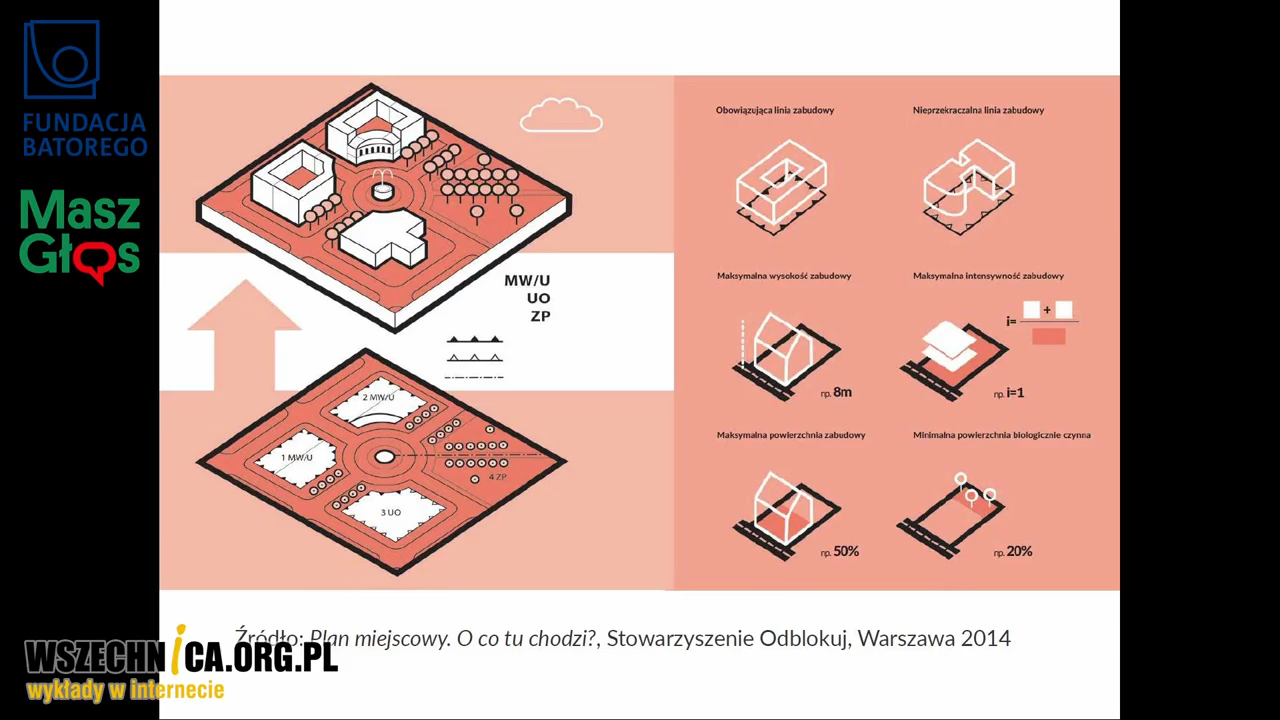 FUNDACJA
BATOREGO
Masz
Głos
MW/U
UO
ZP
2 MW/U
1 MW/U
3 UO
4 ZP
Obowiązująca linia zabudowy
Nieprzekraczalna linia zabudowy
Maksymalna wysokość zabudowy
np. 8m
Maksymalna intensywność zabudowy
i= +
np. i=1
Maksymalna powierzchnia zabudowy
np. 50%
Minimalna powierzchnia biologicznie czynna
np. 20%
Źródło: Plan miejscowy. O co tu chodzi?, Stowarzyszenie Odblokuj, Warszawa 2014
WSZECHNiCA.ORG.PL
wykłady w internecie